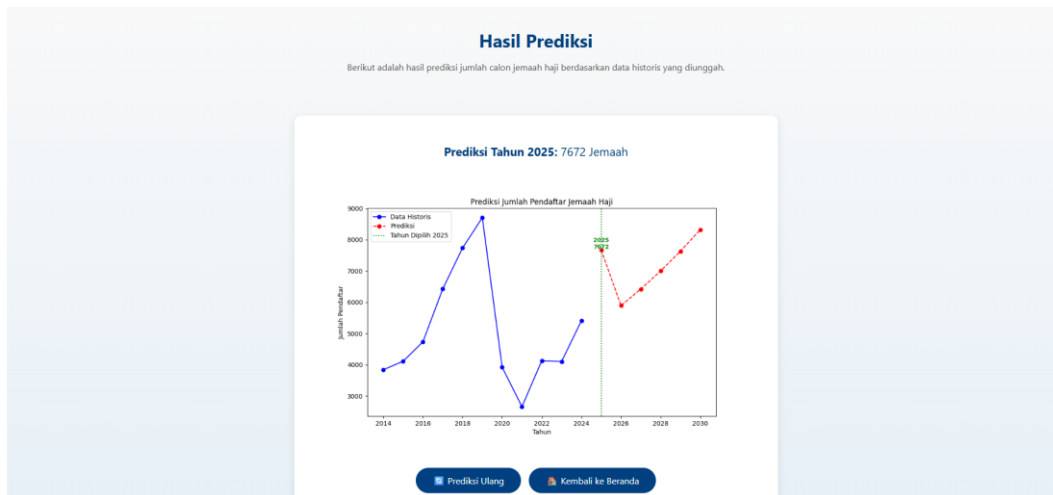 Hasil Prediksi
Berikut adalah hasil prediksi jumlah calon jemaah haji berdasarkan data historis yang diunggah.
Prediksi Tahun 2025: 7672 Jemaah
Prediksi Jumlah Pendaftar Jemaah Haji
Data Historis
Prediksi
Tahun Dipilih 2025
2025
7672
Jumlah Pendaftar
9000
8000
7000
6000
5000
4000
3000
2014 2016 2018 2020 2022 2024 2026 2028 2030
Tahun
Prediksi Ulang
Kembali ke Beranda